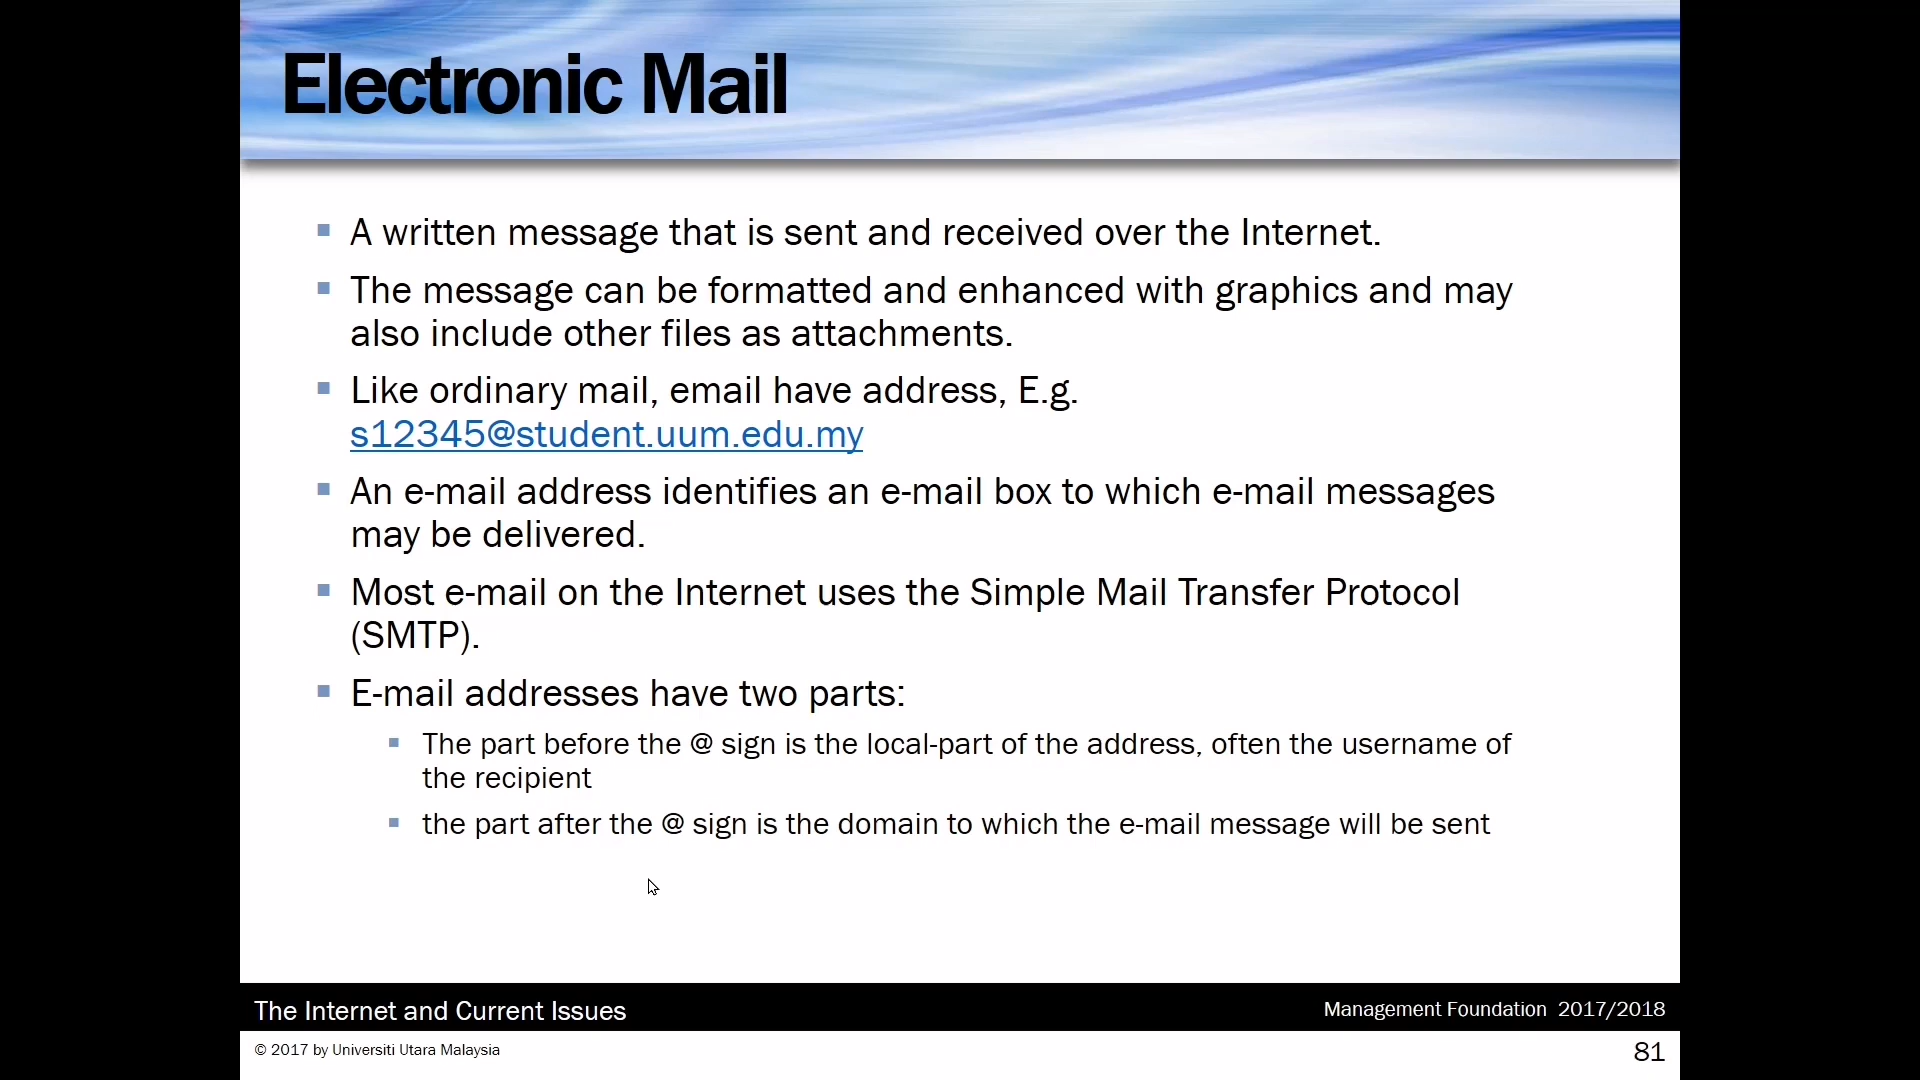 Electronic Mail
A written message that is sent and received over the Internet.
The message can be formatted and enhanced with graphics and may
also include other files as attachments.
Like ordinary mail, email have address, E.g.
s12345@student.uum.edu.my
An e-mail address identifies an e-mail box to which e-mail messages
may be delivered.
Most e-mail on the Internet uses the Simple Mail Transfer Protocol
(SMTP).
E-mail addresses have two parts:
The part before the @ sign is the local-part of the address, often the username of
the recipient
the part after the @ sign is the domain to which the e-mail message will be sent
The Internet and Current Issues
Management Foundation 2017/2018
© 2017 by Universiti Utara Malaysia
81